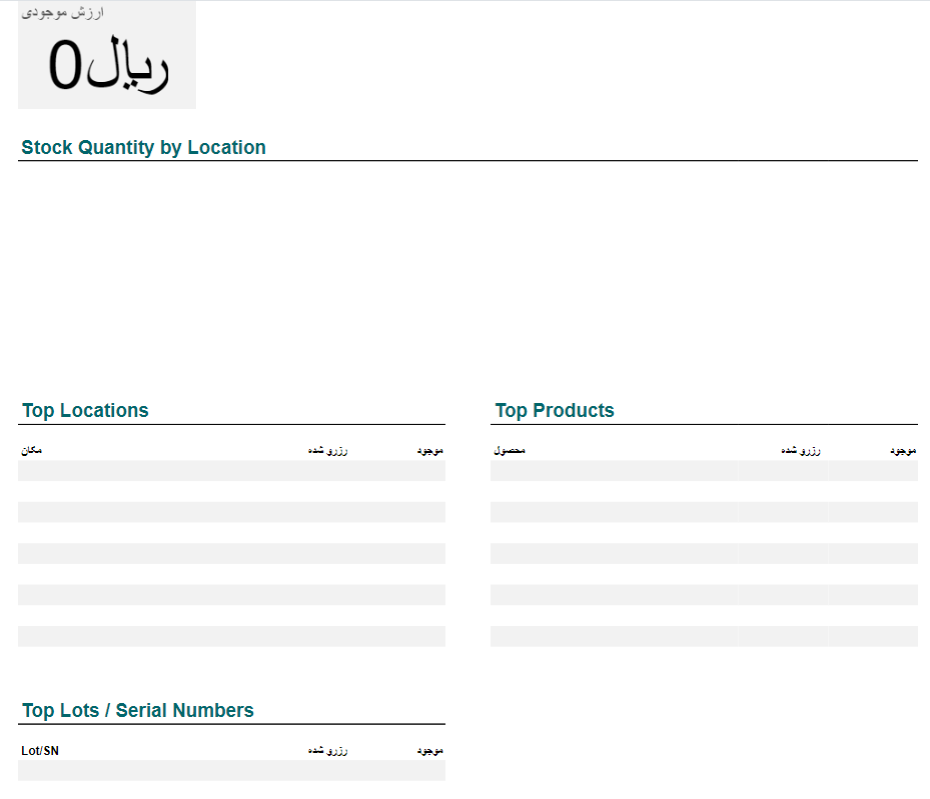 ارزش موجودی
ریال0
Stock Quantity by Location
Top Locations
مکان رزرو شده موجود
Top Products
محصول رزرو شده موجود
Top Lots / Serial Numbers
Lot/SN رزرو شده موجود